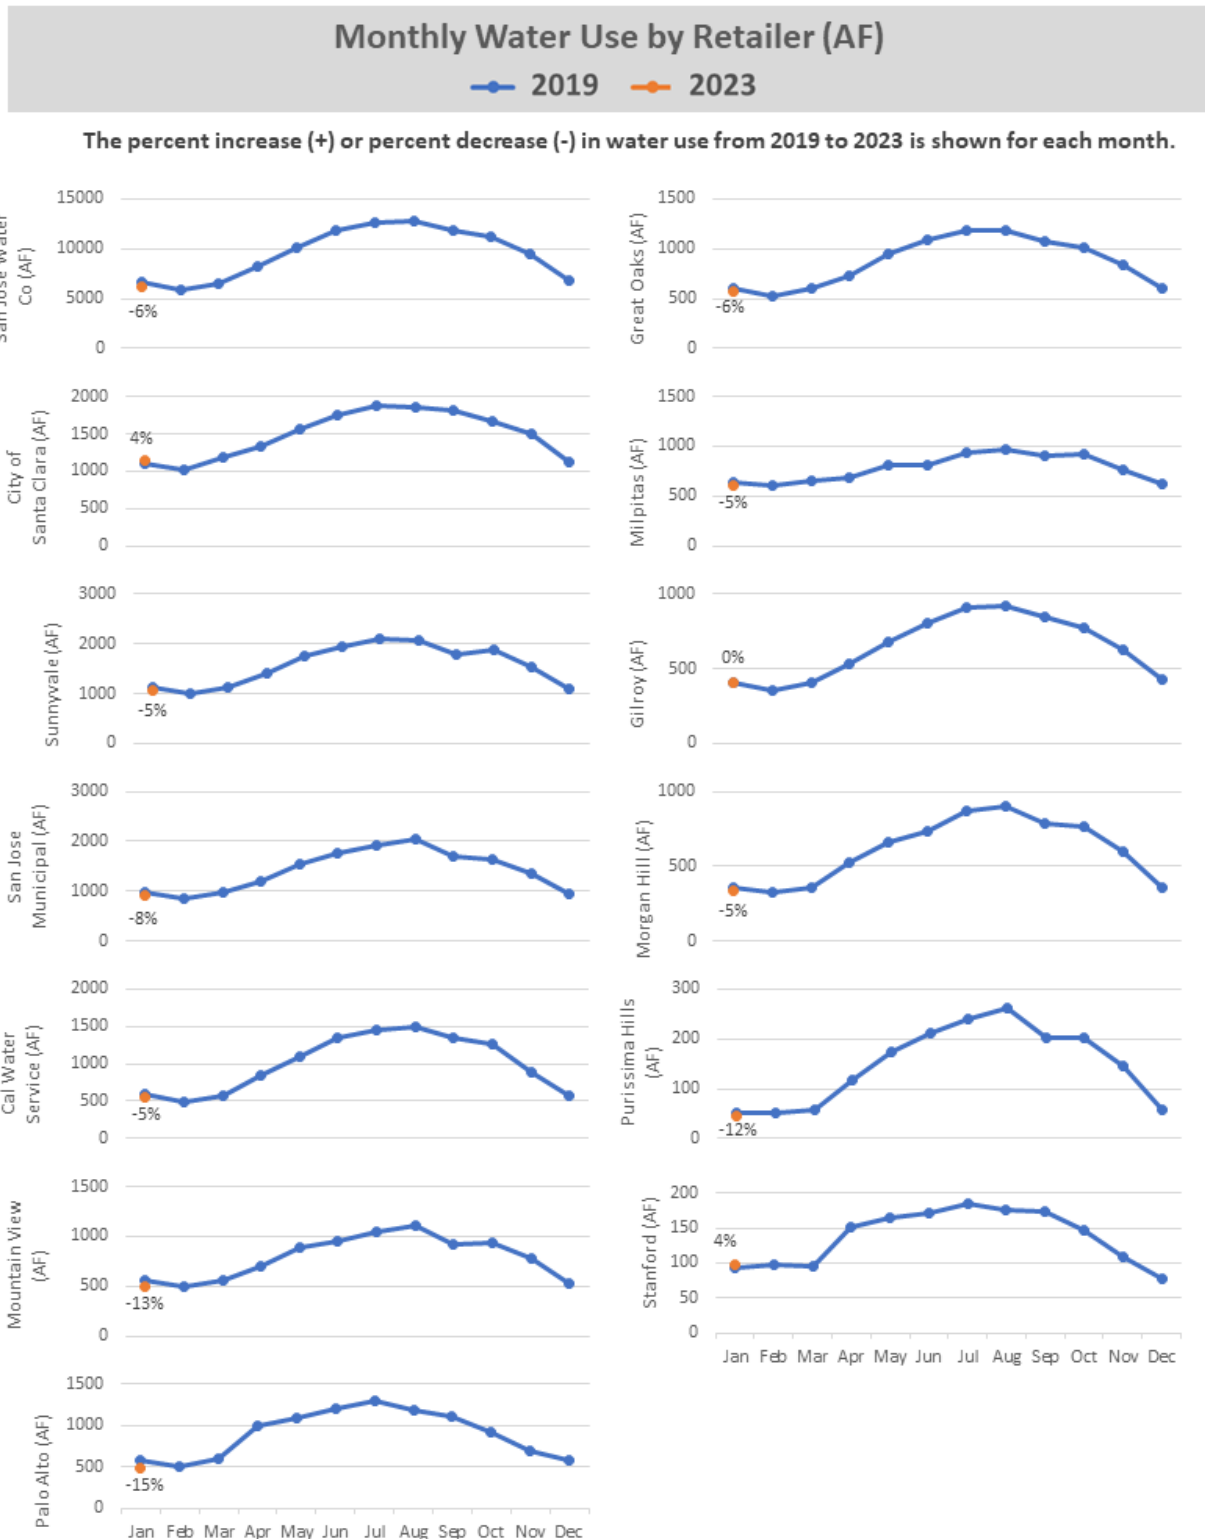 Monthly Water Use by Retailer (AF)
2019 2023
The percent increase (+) or percent decrease (-) in water use from 2019 to 2023 is shown for each month.
San Jose Water
Co (AF)
15000
10000
5000
0
-6%
Great Oaks (AF)
1500
1000
500
0
-6%
City of
Santa Clara (AF)
2000
1500
1000
500
0
4%
Milpitas (AF)
1500
1000
500
0
-5%
Sunnyvale (AF)
3000
2000
1000
0
-5%
Gilroy (AF)
1000
500
0
0%
San Jose
Municipal (AF)
3000
2000
1000
0
-8%
Morgan Hill (AF)
1000
500
0
-5%
Cal Water
Service (AF)
2000
1500
1000
500
0
-5%
Purissima Hills
(AF)
300
200
100
0
-12%
Mountain View
(AF)
1500
1000
500
0
-13%
Stanford (AF)
200
150
100
50
0
4%
Jan Feb Mar Apr May Jun Jul Aug Sep Oct Nov Dec
Palo Alto (AF)
1500
1000
500
0
-15%
Jan Feb Mar Apr May Jun Jul Aug Sep Oct Nov Dec